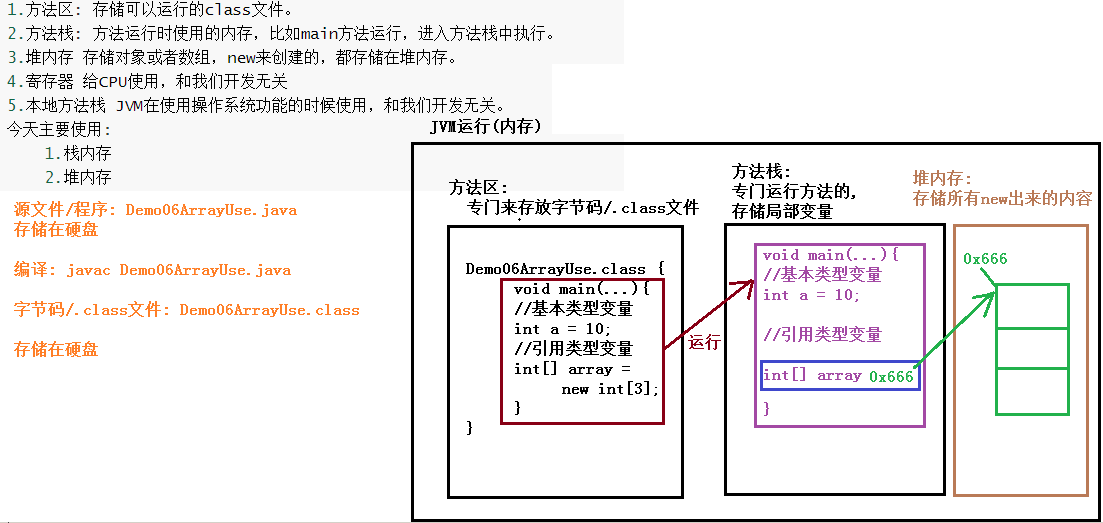 1.方法区: 存储可以运行的class文件。
2.方法栈: 方法运行时使用的内存，比如main方法运行，进入方法栈中执行。
3.堆内存 存储对象或者数组，new来创建的，都存储在堆内存。
4.寄存器 给CPU使用，和我们开发无关
5.本地方法栈 JVM在使用操作系统功能的时候使用，和我们开发无关。
今天主要使用:
1.栈内存
2.堆内存
源文件/程序: Demo06ArrayUse.java
存储在硬盘
编译: javac Demo06ArrayUse.java
字节码/.class文件: Demo06ArrayUse.class
存储在硬盘
JVM运行(内存)
方法区:
专门来存放字节码/.class文件
Demo06ArrayUse.class {
void main(...){
//基本类型变量
int a = 10;
//引用类型变量
int[] array =
new int[3];
}
}
运行
方法栈:
专门运行方法的,
存储局部变量
void main(...){
//基本类型变量
int a = 10;
//引用类型变量
int[] array 0x666
}
堆内存:
存储所有new出来的内容
0x666